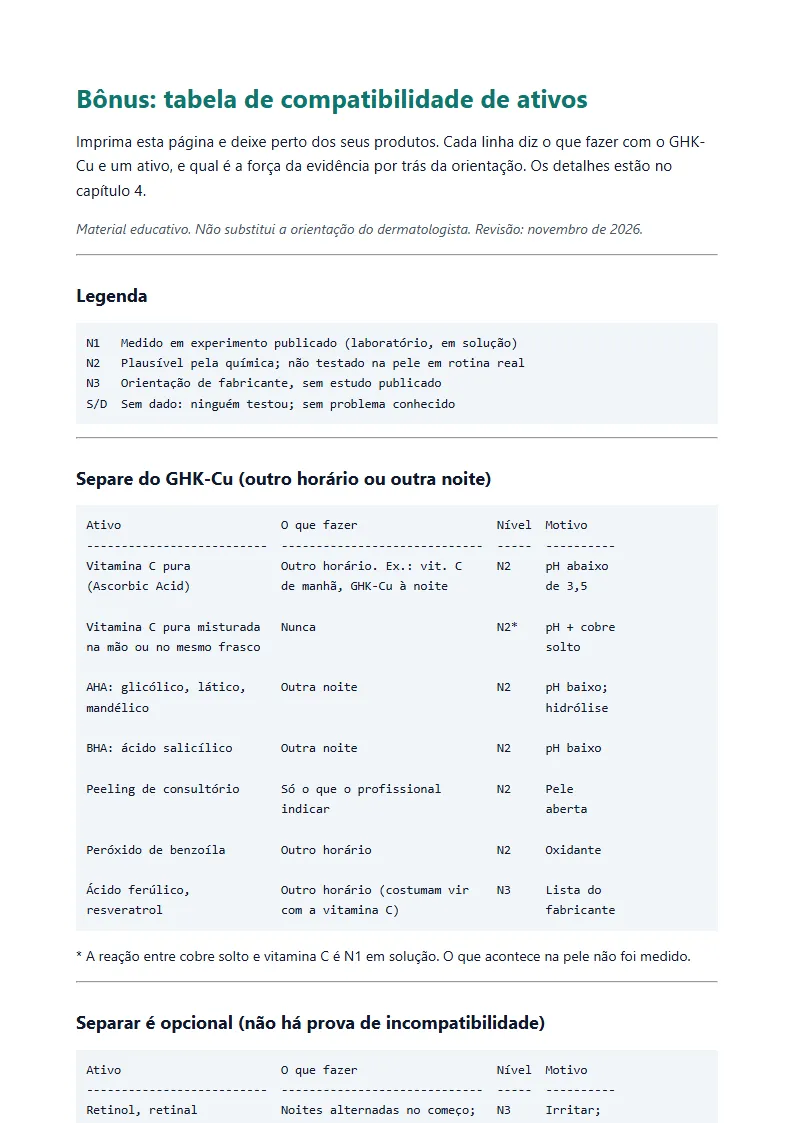 Bônus: tabela de compatibilidade de ativos
Imprima esta página e deixe perto dos seus produtos. Cada linha diz o que fazer com o GHK-
Cu e um ativo, e qual é a força da evidência por trás da orientação. Os detalhes estão no
capítulo 4.
Material educativo. Não substitui a orientação do dermatologista. Revisão: novembro de 2026.
Legenda
N1   Medido em experimento publicado (laboratório, em solução)
N2   Plausível pela química; não testado na pele em rotina real
N3   Orientação de fabricante, sem estudo publicado
S/D  Sem dado: ninguém testou; sem problema conhecido
Separe do GHK-Cu (outro horário ou outra noite)
Ativo                       O que fazer                    Nível  Motivo
--------------------------  -----------------------------  -----  ----------
Vitamina C pura             Outro horário. Ex.: vit. C     N2     pH abaixo
(Ascorbic Acid)             de manhã, GHK-Cu à noite              de 3,5
Vitamina C pura misturada   Nunca                          N2*    pH + cobre
na mão ou no mesmo frasco                                         solto
AHA: glicólico, lático,     Outra noite                    N2     pH baixo;
mandélico                                                         hidrólise
BHA: ácido salicílico       Outra noite                    N2     pH baixo
Peeling de consultório      Só o que o profissional        N2     Pele
                            indicar                               aberta
Peróxido de benzoíla        Outro horário                  N2     Oxidante
Ácido ferúlico,             Outro horário (costumam vir    N3     Lista do
resveratrol                 com a vitamina C)                     fabricante
* A reação entre cobre solto e vitamina C é N1 em solução. O que acontece na pele não foi medido.
Separar é opcional (não há prova de incompatibilidade)
Ativo                       O que fazer                    Nível  Motivo
--------------------------  -----------------------------  -----  ----------
Retinol, retinal            Noites alternadas no começo;   N3     Irritar;